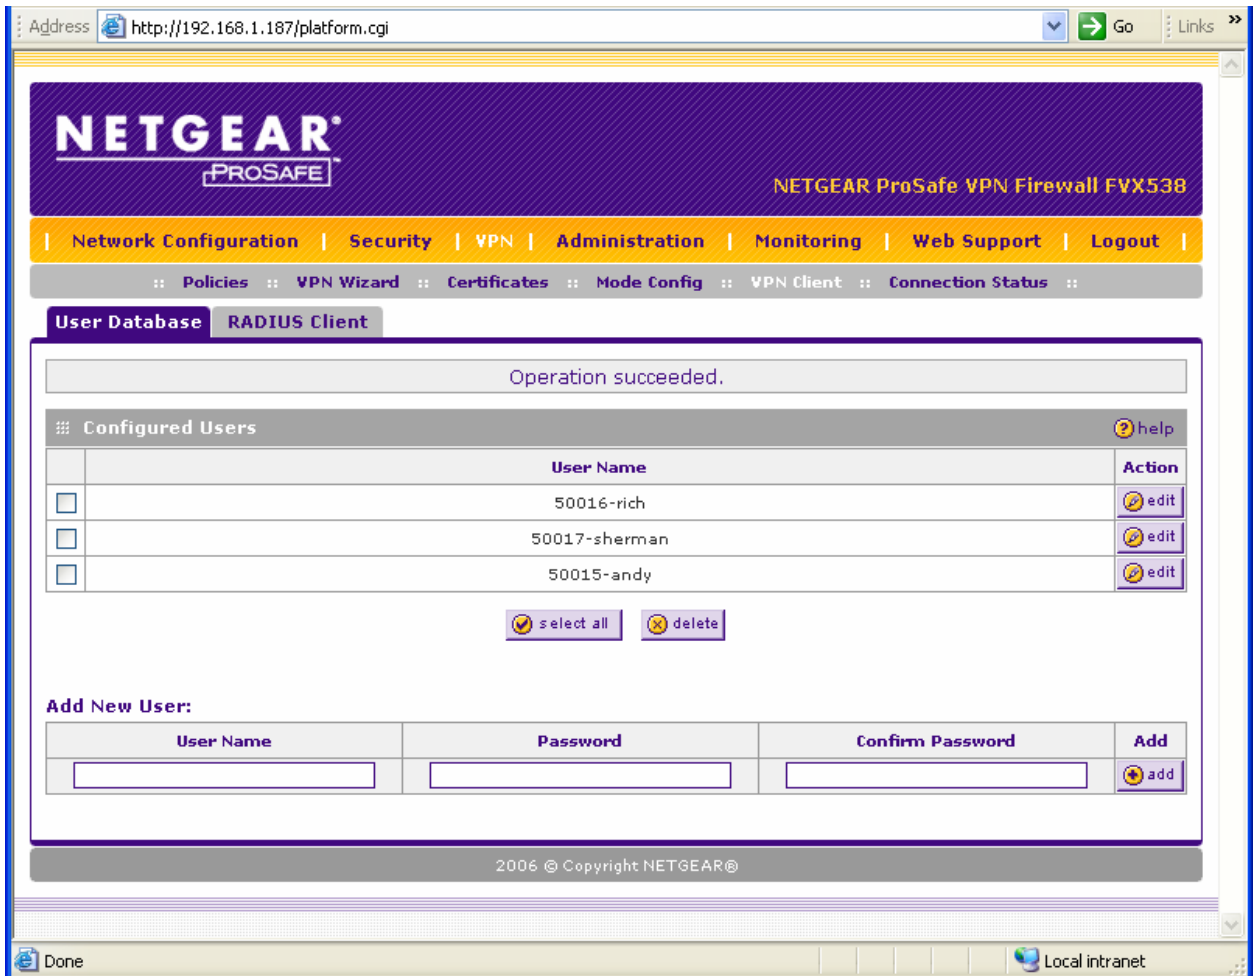 Address http://192.168.1.187/platform.cgi Go Links »
NETGEAR®
PROSAFE™
NETGEAR ProSafe VPN Firewall FVX538
| Network Configuration | Security | VPN | Administration | Monitoring | Web Support | Logout |
:: Policies :: VPN Wizard :: Certificates :: Mode Config :: VPN Client :: Connection Status ::
User Database RADIUS Client
Operation succeeded.
Configured Users ? help
User Name Action
50016-rich edit
50017-sherman edit
50015-andy edit
select all delete
Add New User:
User Name Password Confirm Password Add
add
2006 © Copyright NETGEAR®
Done Local intranet